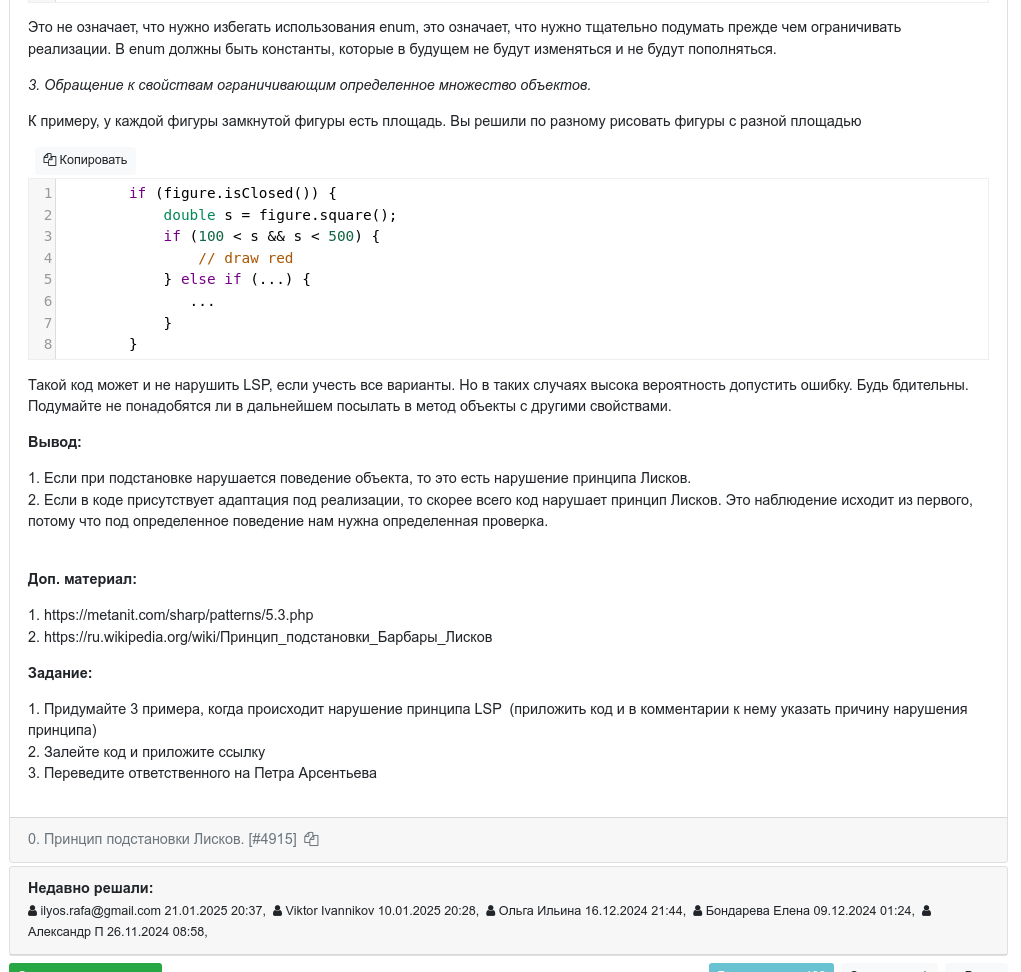 Это не означает, что нужно избегать использования enum, это означает, что нужно тщательно подумать прежде чем ограничивать
реализации. В enum должны быть константы, которые в будущем не будут изменяться и не будут пополняться.
3. Обращение к свойствам ограничивающим определенное множество объектов.
К примеру, у каждой фигуры замкнутой фигуры есть площадь. Вы решили по разному рисовать фигуры с разной площадью
Копировать
1 if (figure.isClosed()) {
2 double s = figure.square();
3 if (100 < s && s < 500) {
4 // draw red
5 } else if (...) {
6 ...
7 }
8 }
Такой код может и не нарушить LSP, если учесть все варианты. Но в таких случаях высока вероятность допустить ошибку. Будь бдительны.
Подумайте не понадобятся ли в дальнейшем посылать в метод объекты с другими свойствами.
Вывод:
1. Если при подстановке нарушается поведение объекта, то это есть нарушение принципа Лисков.
2. Если в коде присутствует адаптация под реализации, то скорее всего код нарушает принцип Лисков. Это наблюдение исходит из первого,
потому что под определенное поведение нам нужна определенная проверка.
Доп. материал:
1. https://metanit.com/sharp/patterns/5.3.php
2. https://ru.wikipedia.org/wiki/Принцип_подстановки_Барбары_Лисков
Задание:
1. Придумайте 3 примера, когда происходит нарушение принципа LSP  (приложить код и в комментарии к нему указать причину нарушения
принципа)
2. Залейте код и приложите ссылку
3. Переведите ответственного на Петра Арсентьева
0. Принцип подстановки Лисков. [#4915]
Недавно решали:
ilyos.rafa@gmail.com 21.01.2025 20:37, Viktor Ivannikov 10.01.2025 20:28, Ольга Ильина 16.12.2024 21:44, Бондарева Елена 09.12.2024 01:24,
Александр П 26.11.2024 08:58,